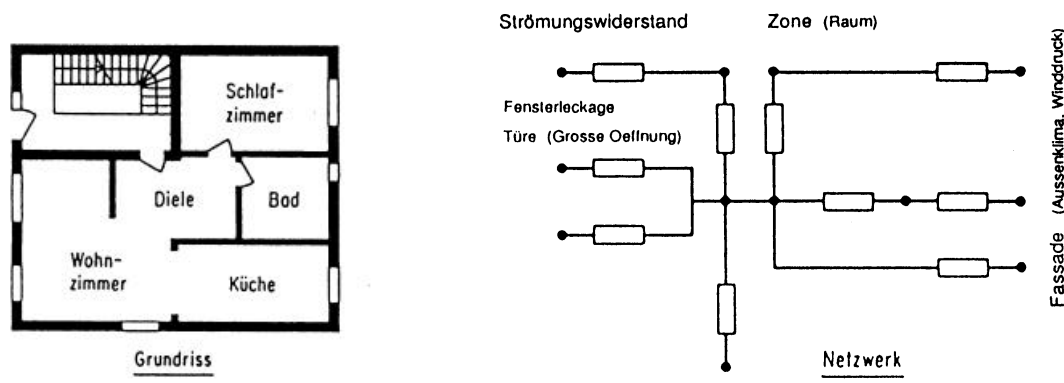 Schlaf-
zimmer
Diele
Bad
Wohn-
zimmer
Küche
Grundriss
Strömungswiderstand
Zone (Raum)
Fensterleckage
Türe (Grosse Oeffnung)
Netzwerk
Fassade (Aussenklima, Winddruck)